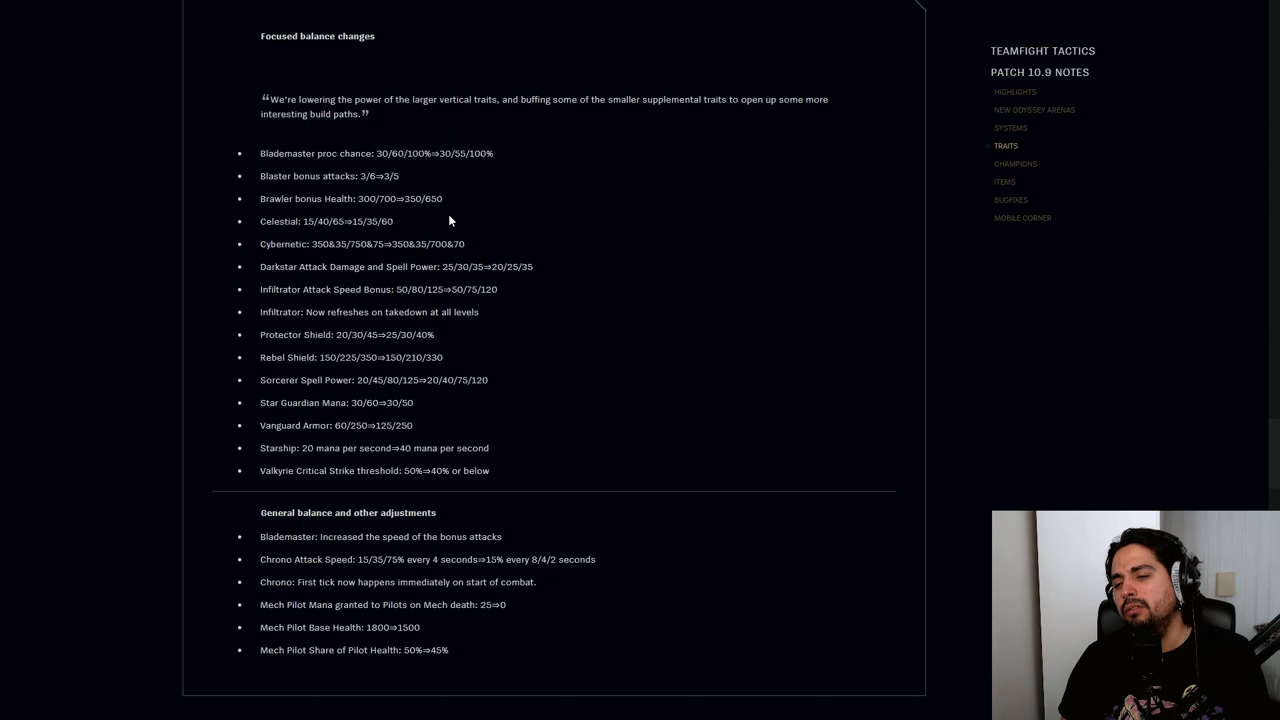 Focused balance changes
“We're lowering the power of the larger vertical traits, and buffing some of the smaller supplemental traits to open up some more
interesting build paths.”
• Blademaster proc chance: 30/60/100%⇒30/55/100%
• Blaster bonus attacks: 3/6⇒3/5
• Brawler bonus Health: 300/700⇒350/650
• Celestial: 15/40/65⇒15/35/60
• Cybernetic: 350&35/750&75⇒350&35/700&70
• Darkstar Attack Damage and Spell Power: 25/30/35⇒20/25/35
• Infiltrator Attack Speed Bonus: 50/80/125⇒50/75/120
• Infiltrator: Now refreshes on takedown at all levels
• Protector Shield: 20/30/45⇒25/30/40%
• Rebel Shield: 150/225/350⇒150/210/330
• Sorcerer Spell Power: 20/45/80/125⇒20/40/75/120
• Star Guardian Mana: 30/60⇒30/50
• Vanguard Armor: 60/250⇒125/250
• Starship: 20 mana per second⇒40 mana per second
• Valkyrie Critical Strike threshold: 50%⇒40% or below
General balance and other adjustments
• Blademaster: Increased the speed of the bonus attacks
• Chrono Attack Speed: 15/35/75% every 4 seconds⇒15% every 8/4/2 seconds
• Chrono: First tick now happens immediately on start of combat.
• Mech Pilot Mana granted to Pilots on Mech death: 25⇒0
• Mech Pilot Base Health: 1800⇒1500
• Mech Pilot Share of Pilot Health: 50%⇒45%
TEAMFIGHT TACTICS
PATCH 10.9 NOTES
HIGHLIGHTS
NEW ODYSSEY ARENAS
SYSTEMS
TRAITS
CHAMPIONS
ITEMS
BUGFIXES
MOBILE CORNER